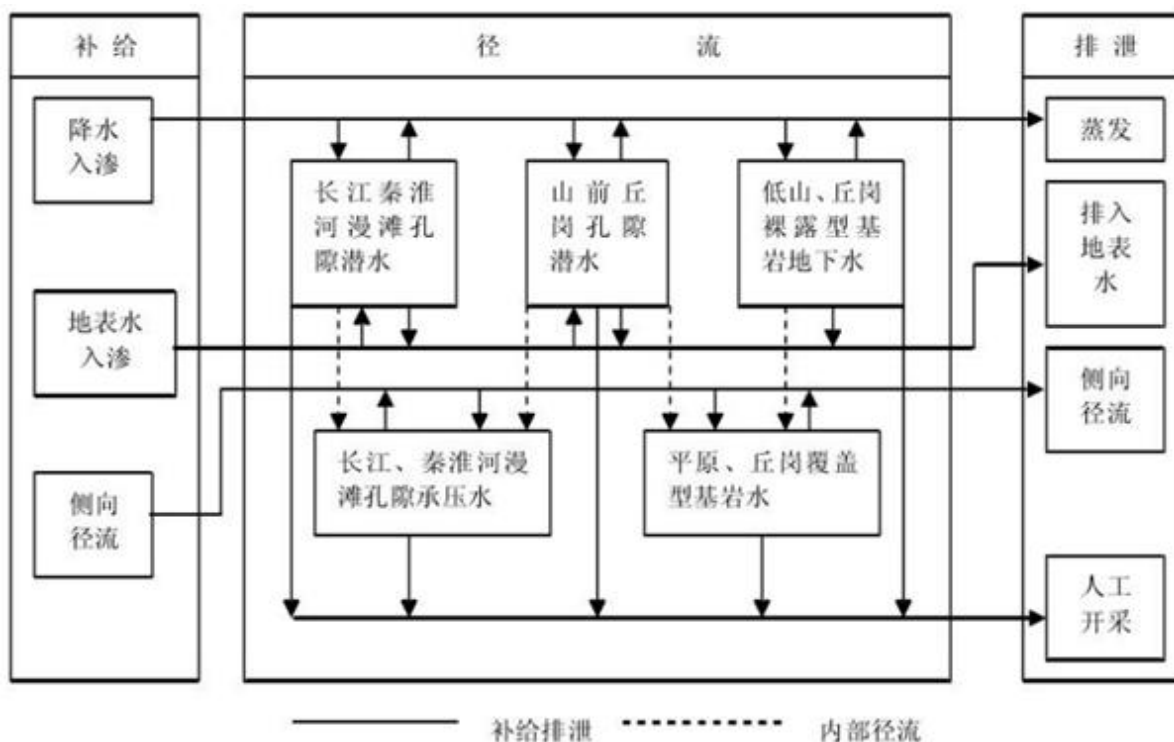 补给
径流
排泄
降水
入渗
地表水
入渗
侧向
径流
长江秦淮
河漫滩孔
隙潜水
山前丘
岗孔隙
潜水
低山、丘岗
裸露型基
岩地下水
长江、秦淮河漫
滩孔隙承压水
平原、丘岗覆盖
型基岩水
蒸发
排入
地表
水
侧向
径流
人工
开采
补给排泄
内部径流